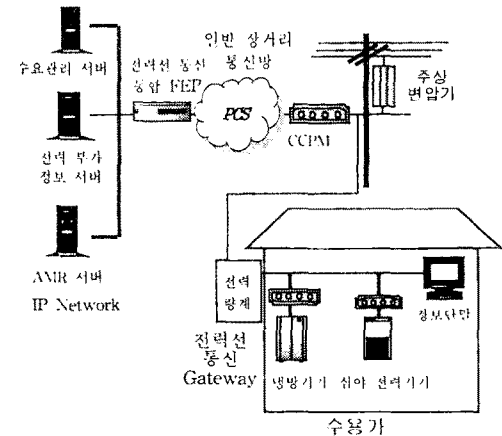 수요관리 서버
전력 부가
정보 서버
AMR 서버
IP Network
전력선 통신
통합 FEP
일반 장거리
통신망
PCS
CCPM
주상
변압기
전력
량계
전력선
통신
Gateway
냉방기기
심야 전력기기
정보단말
수용가